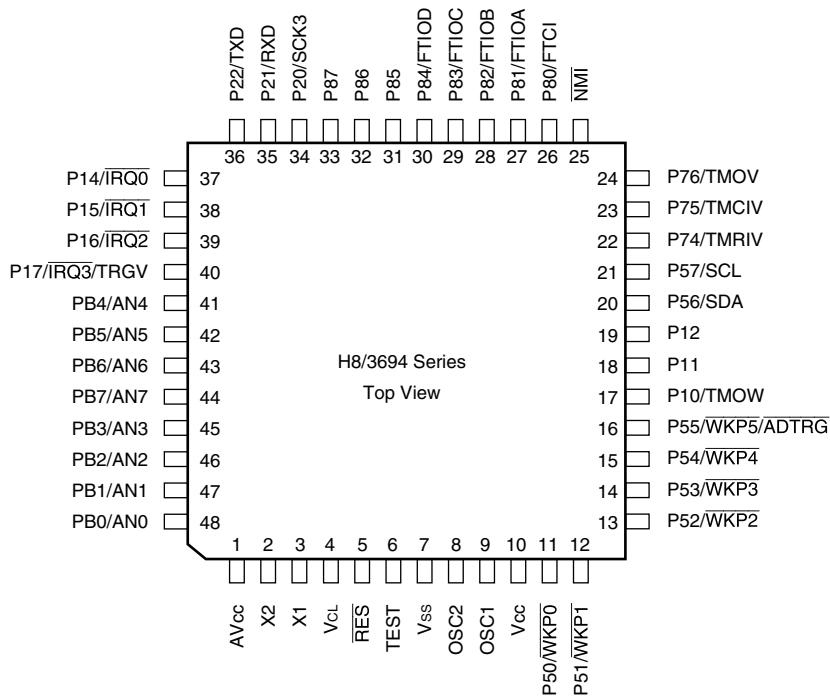 P22/TXD
P21/RXD
P20/SCK3
P87
P86
P85
P84/FTIOD
P83/FTIOC
P82/FTIOB
P81/FTIOA
P80/FTCI
NMI
36 35 34 33 32 31 30 29 28 27 26 25
P14/IRQ0 37
P15/IRQ1 38
P16/IRQ2 39
P17/IRQ3/TRGV 40
PB4/AN4 41
PB5/AN5 42
PB6/AN6 43
PB7/AN7 44
PB3/AN3 45
PB2/AN2 46
PB1/AN1 47
PB0/AN0 48
H8/3694 Series
Top View
24 P76/TMOV
23 P75/TMCIV
22 P74/TMRIV
21 P57/SCL
20 P56/SDA
19 P12
18 P11
17 P10/TMOW
16 P55/WKP5/ADTRG
15 P54/WKP4
14 P53/WKP3
13 P52/WKP2
1 2 3 4 5 6 7 8 9 10 11 12
AVcc
X2
X1
VCL
RES
TEST
Vss
OSC2
OSC1
Vcc
P50/WKP0
P51/WKP1